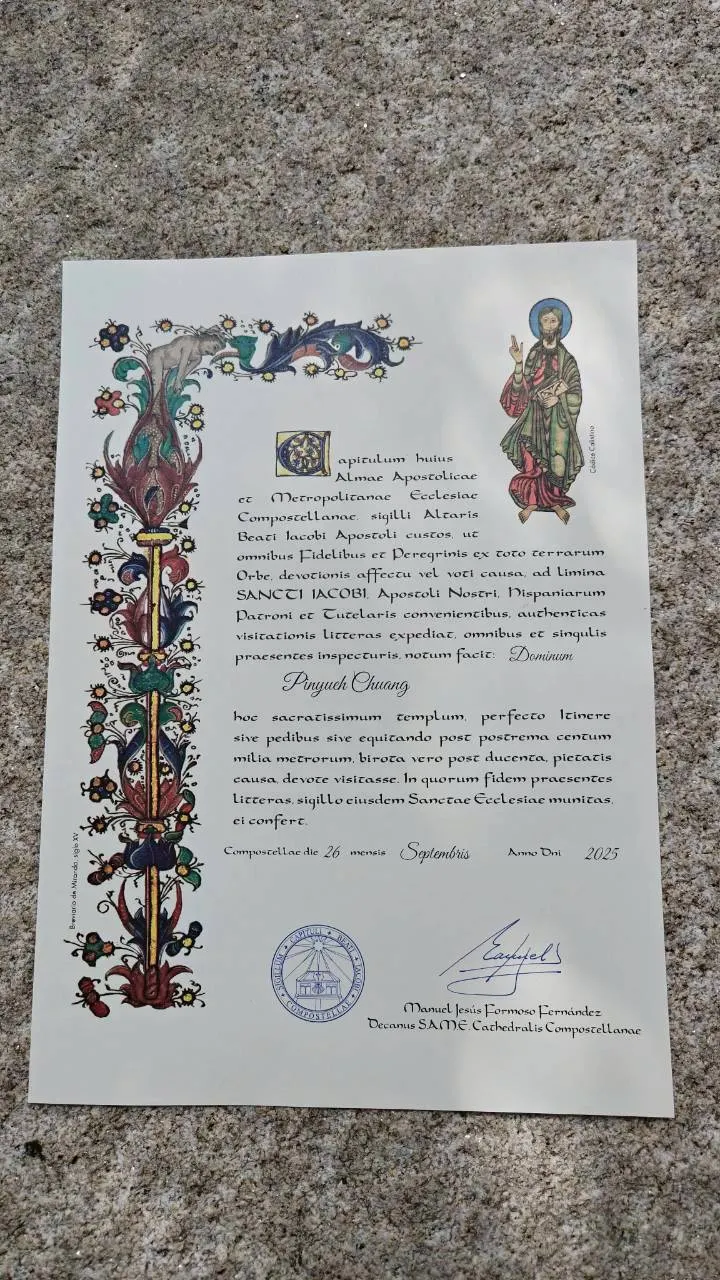 Capitulum huius
Almae Apostolicae
et Metropolitanae Ecclesiae
Compostellanae, sigilli Altaris
Beati Iacobi Apostoli custos, ut
omnibus Fidelibus et Peregrinis ex toto terrarum
Orbe, devotionis affectu vel voti causa, ad limina
SANCTI IACOBI, Apostoli Nostri, Hispaniarum
Patroni et Tutelaris convenientibus, authenticas
visitationis litteras expediat, omnibus et singulis
praesentes inspecturis, notum facit: Dominum
Pinyueh Chuang
hoc sacratissimum templum, perfecto Itinere
sive pedibus sive equitando post postrema centum
milia metrorum, birota vero post ducenta, pietatis
causa, devote visitasse. In quorum fidem praesentes
litteras, sigillo eiusdem Sanctae Ecclesiae munitas,
ei confert.
Compostellae die 26 mensis Septembris Anno Dni 2025
Códice Calixtino
Breviario de Miranda, siglo XV
SIGILLUM CAPITULI BEATI IACOBI COMPOSTELLAE
Manuel Jesús Formoso Fernández
Decanus S.A.M.E. Cathedralis Compostellanae